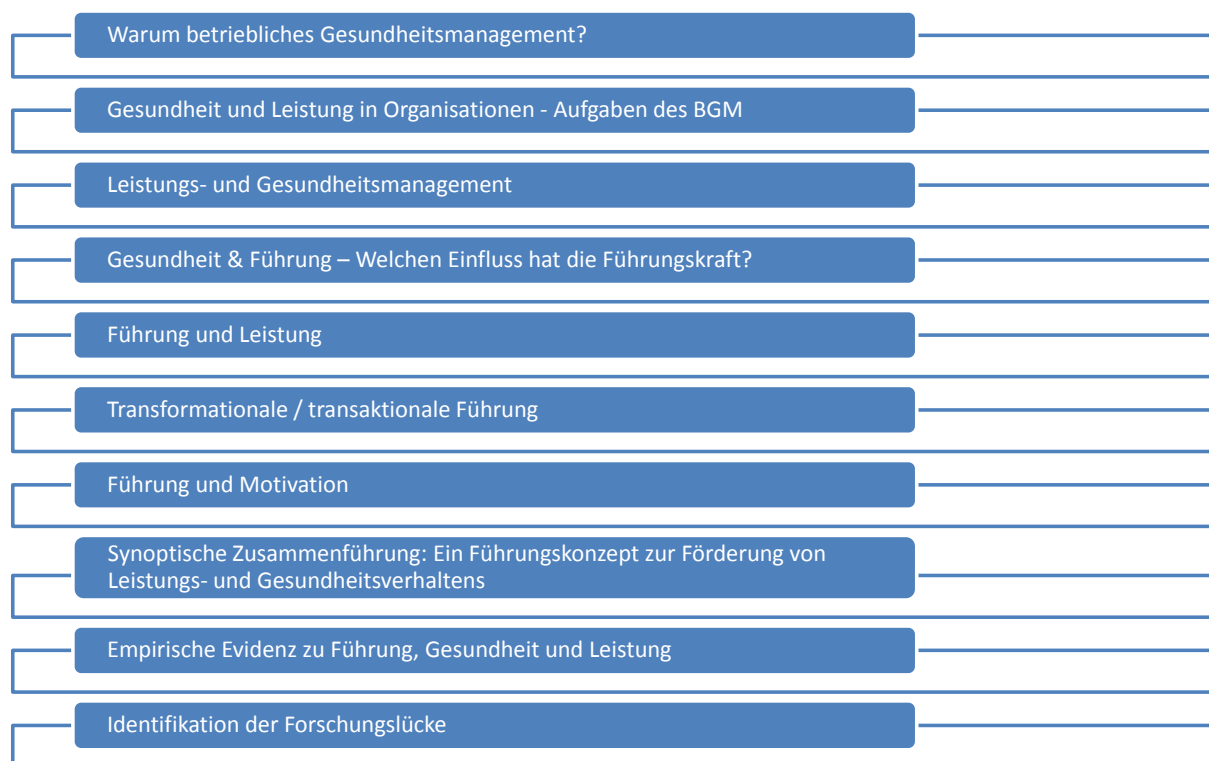 Warum betriebliches Gesundheitsmanagement?
Gesundheit und Leistung in Organisationen - Aufgaben des BGM
Leistungs- und Gesundheitsmanagement
Gesundheit & Führung – Welchen Einfluss hat die Führungskraft?
Führung und Leistung
Transformationale / transaktionale Führung
Führung und Motivation
Synoptische Zusammenführung: Ein Führungskonzept zur Förderung von
Leistungs- und Gesundheitsverhaltens
Empirische Evidenz zu Führung, Gesundheit und Leistung
Identifikation der Forschungslücke